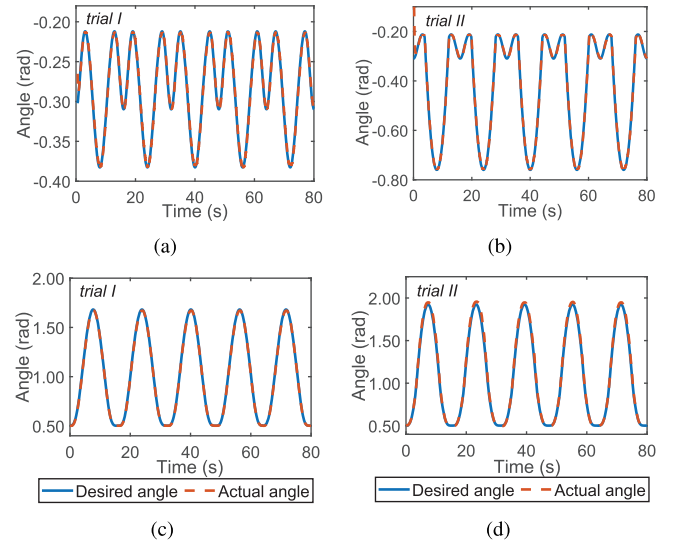 trial I
Angle (rad)
-0.20
-0.25
-0.30
-0.35
-0.40
0 20 40 60 80
Time (s)
(a)
trial II
Angle (rad)
-0.20
-0.40
-0.60
-0.80
0 20 40 60 80
Time (s)
(b)
trial I
Angle (rad)
2.00
1.50
1.00
0.50
0 20 40 60 80
Time (s)
Desired angle Actual angle
(c)
trial II
Angle (rad)
2.00
1.50
1.00
0.50
0 20 40 60 80
Time (s)
Desired angle Actual angle
(d)